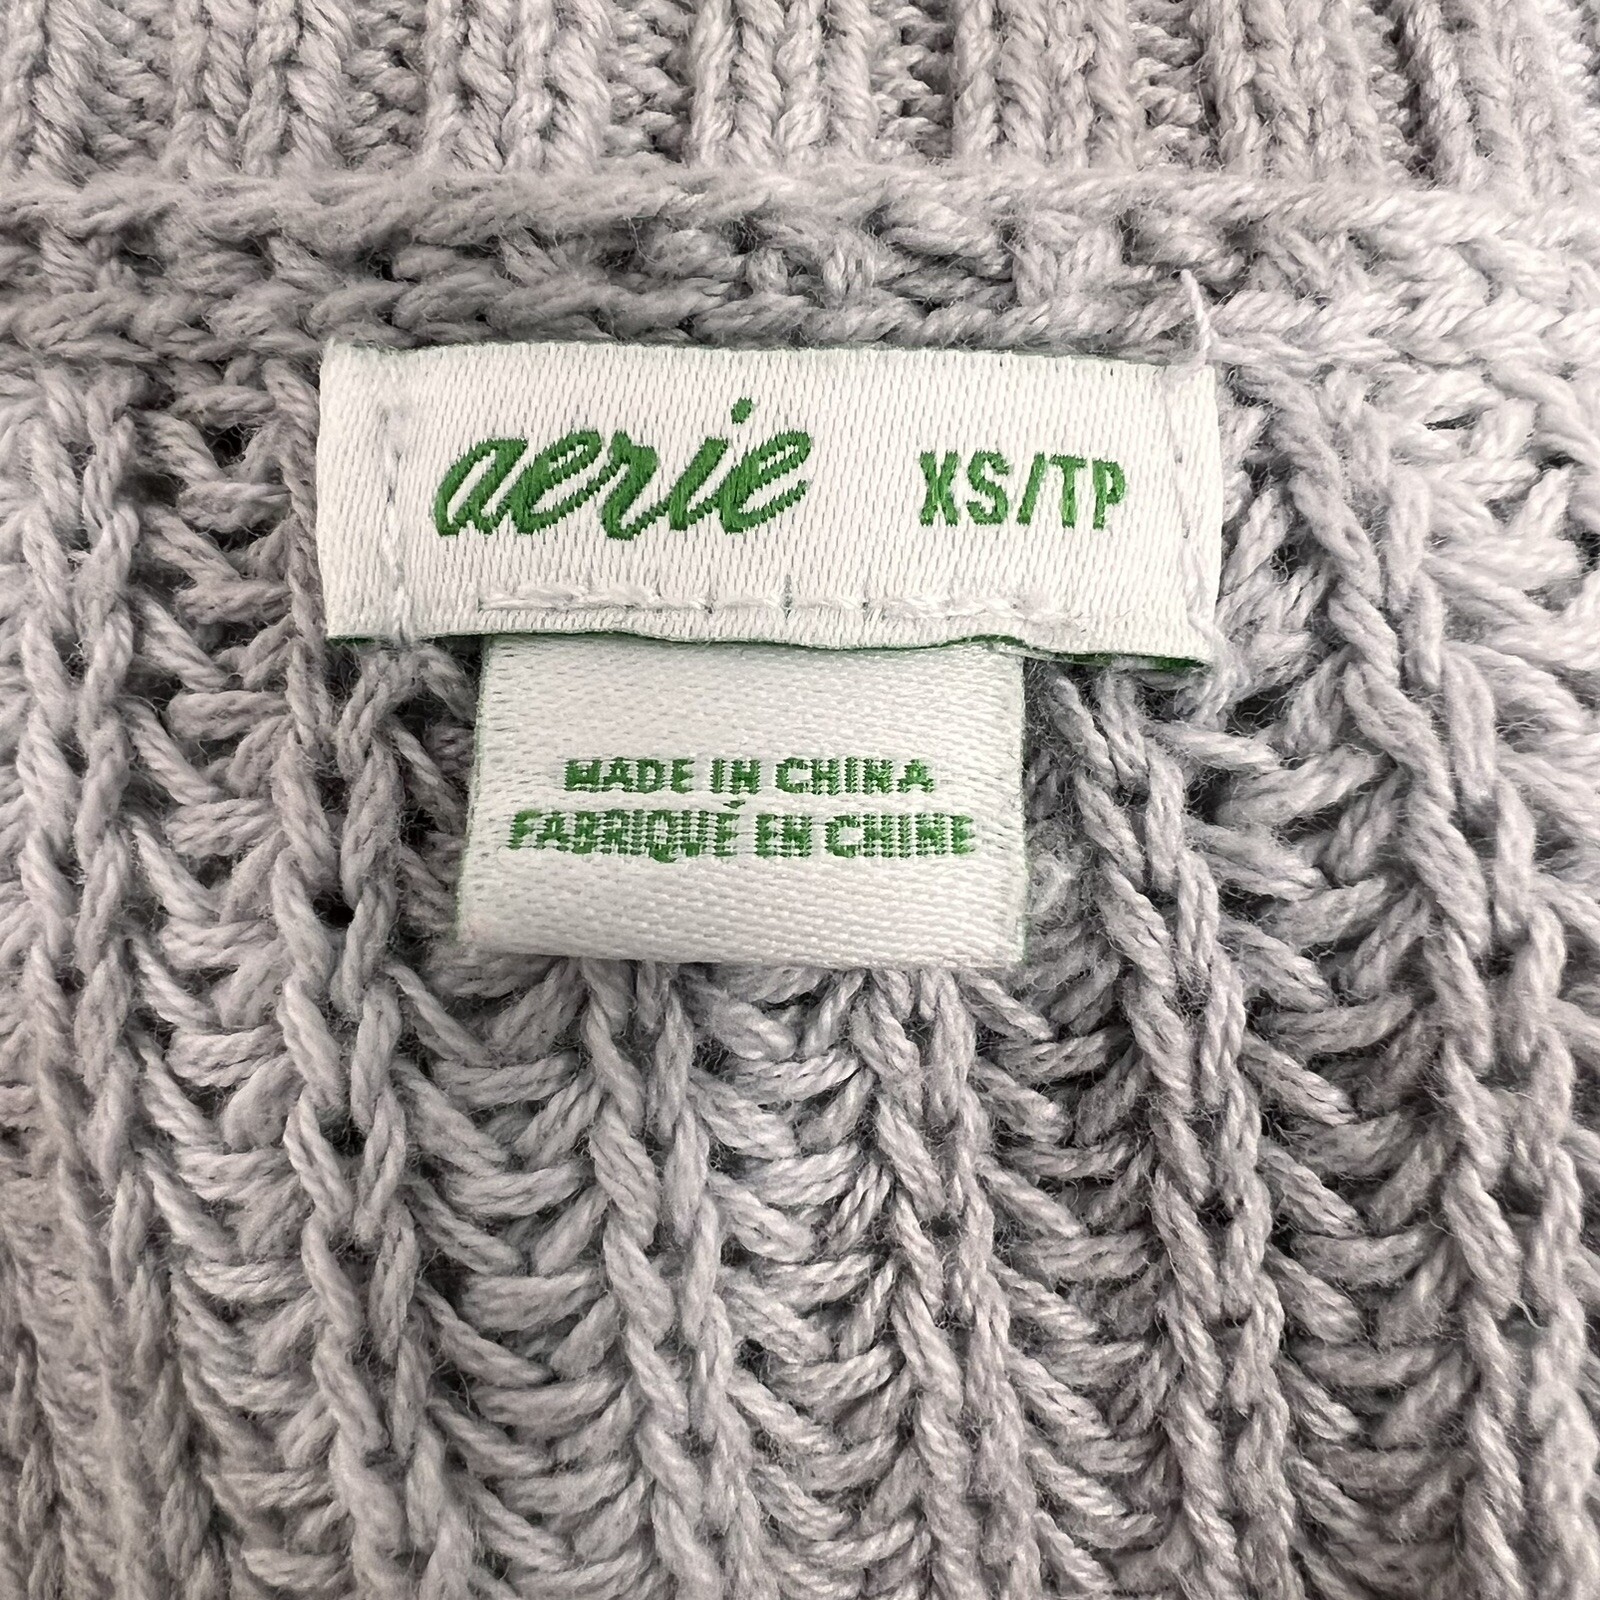 aerie XS/TP
MADE IN CHINA
FABRIQUÉ EN CHINE